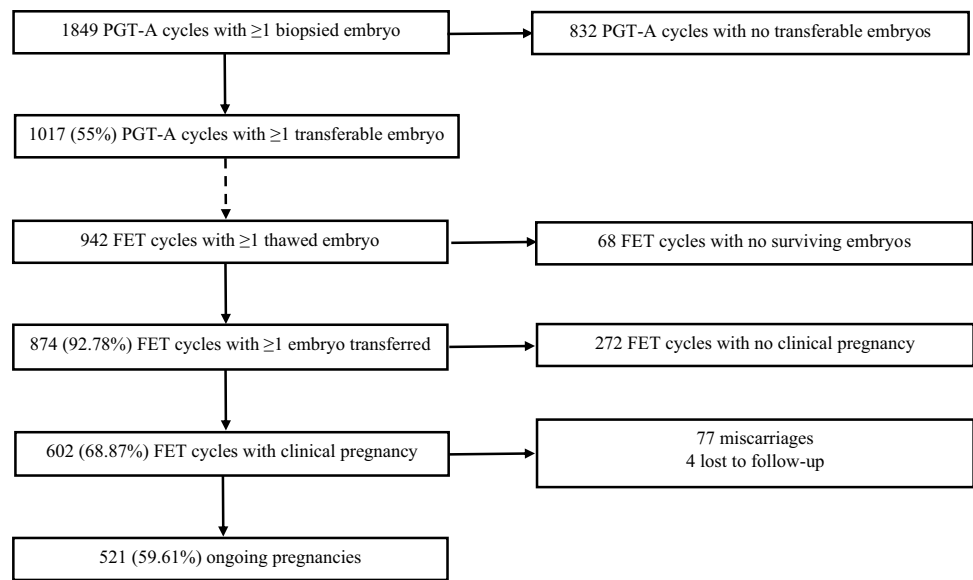 1849 PGT-A cycles with ≥1 biopsied embryo
832 PGT-A cycles with no transferable embryos
1017 (55%) PGT-A cycles with ≥1 transferable embryo
942 FET cycles with ≥1 thawed embryo
68 FET cycles with no surviving embryos
874 (92.78%) FET cycles with ≥1 embryo transferred
272 FET cycles with no clinical pregnancy
602 (68.87%) FET cycles with clinical pregnancy
77 miscarriages
4 lost to follow-up
521 (59.61%) ongoing pregnancies